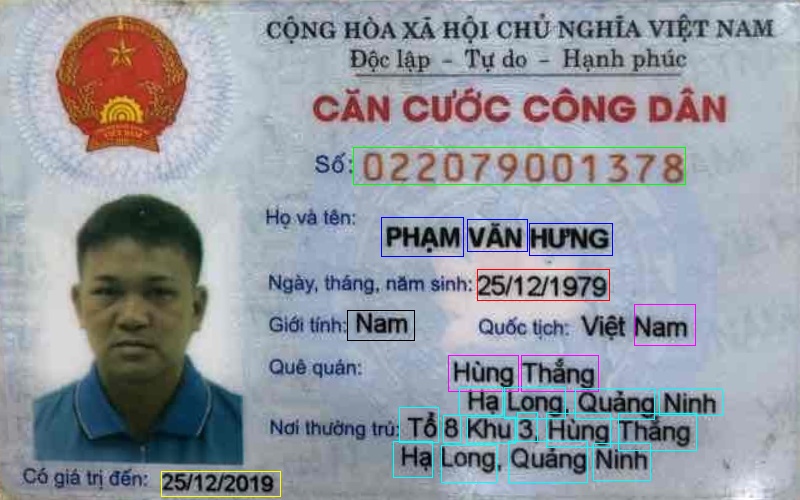 CỘNG HÒA XÃ HỘI CHỦ NGHĨA VIỆT NAM
Độc lập - Tự do - Hạnh phúc
CĂN CƯỚC CÔNG DÂN
Số: 022079001378
Họ và tên: PHẠM VĂN HƯNG
Ngày, tháng, năm sinh: 25/12/1979
Giới tính: Nam Quốc tịch: Việt Nam
Quê quán: Hùng Thắng
Hạ Long, Quảng Ninh
Nơi thường trú: Tổ 8 Khu 3, Hùng Thắng
Hạ Long, Quảng Ninh
Có giá trị đến: 25/12/2019